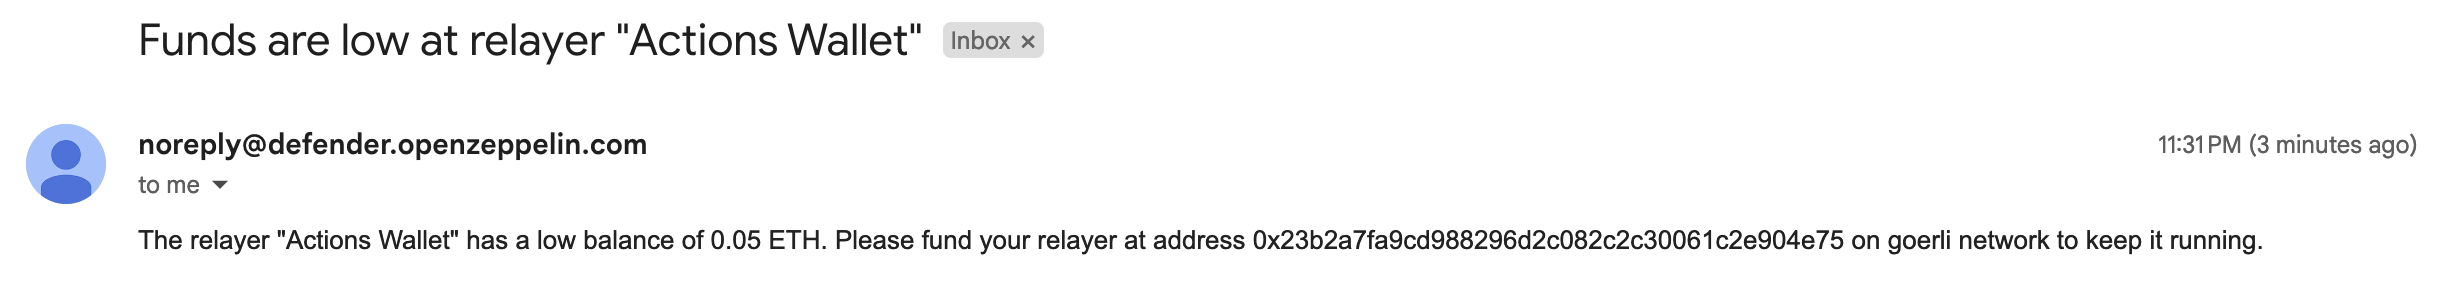 Funds are low at relayer "Actions Wallet" Inbox ×
noreply@defender.openzeppelin.com 11:31 PM (3 minutes ago)
to me
The relayer "Actions Wallet" has a low balance of 0.05 ETH. Please fund your relayer at address 0x23b2a7fa9cd988296d2c082c2c30061c2e904e75 on goerli network to keep it running.